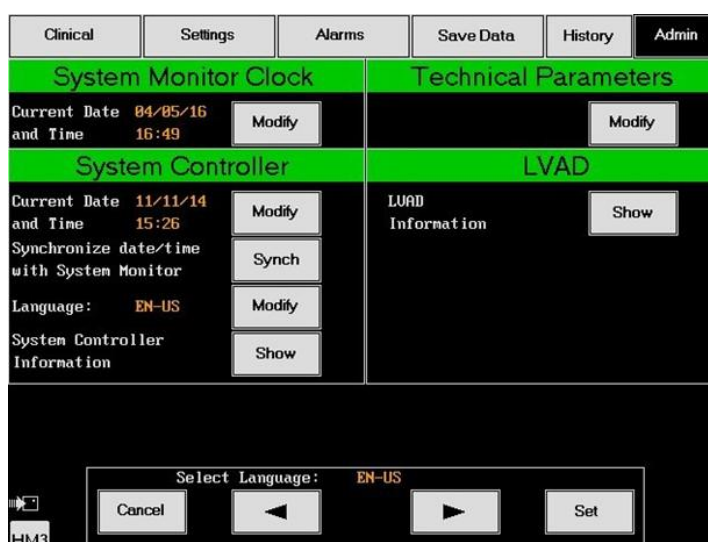 Clinical Settings Alarms Save Data History Admin
System Monitor Clock
Current Date 04/05/16
and Time 16:49
Modify
Technical Parameters
Modify
System Controller
Current Date 11/11/14
and Time 15:26
Modify
Synchronize date/time
with System Monitor
Synch
Language: EN-US
Modify
System Controller
Information
Show
LVAD
LVAD
Information
Show
Select Language: EN-US
Cancel
Set
HM3